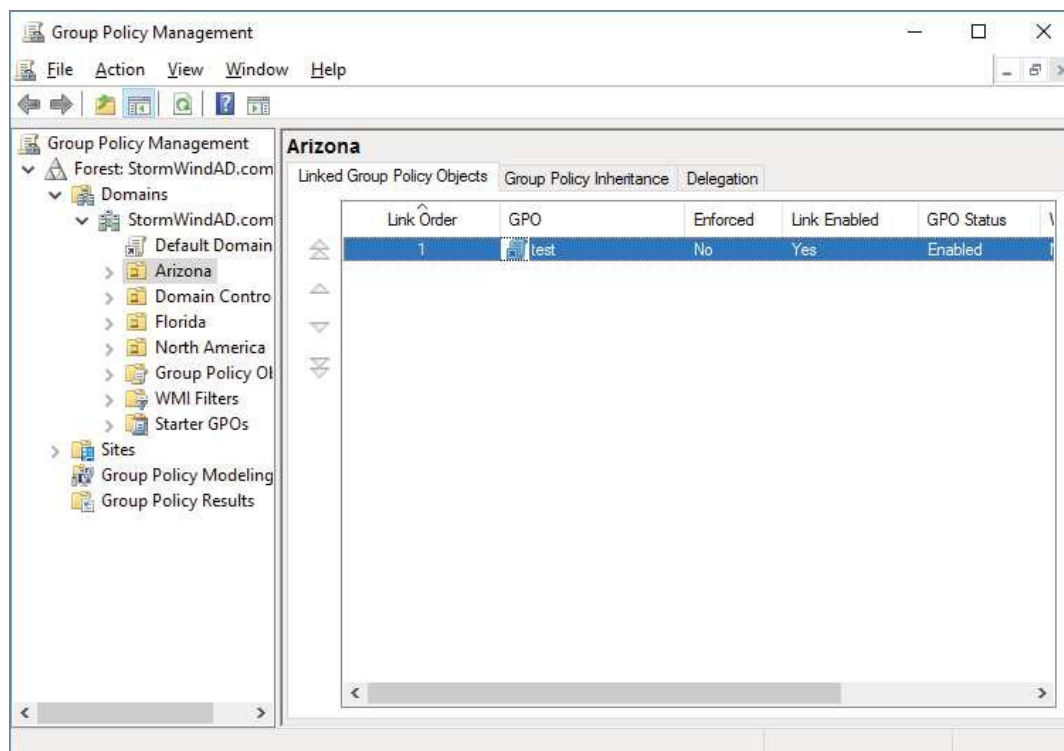 Group Policy Management
File Action View Window Help
Group Policy Management
Forest: StormWindAD.com
Domains
StormWindAD.com
Default Domain
Arizona
Domain Contro
Florida
North America
Group Policy Ob
WMI Filters
Starter GPOs
Sites
Group Policy Modeling
Group Policy Results
Arizona
Linked Group Policy Objects Group Policy Inheritance Delegation
Link Order GPO Enforced Link Enabled GPO Status
1 test No Yes Enabled